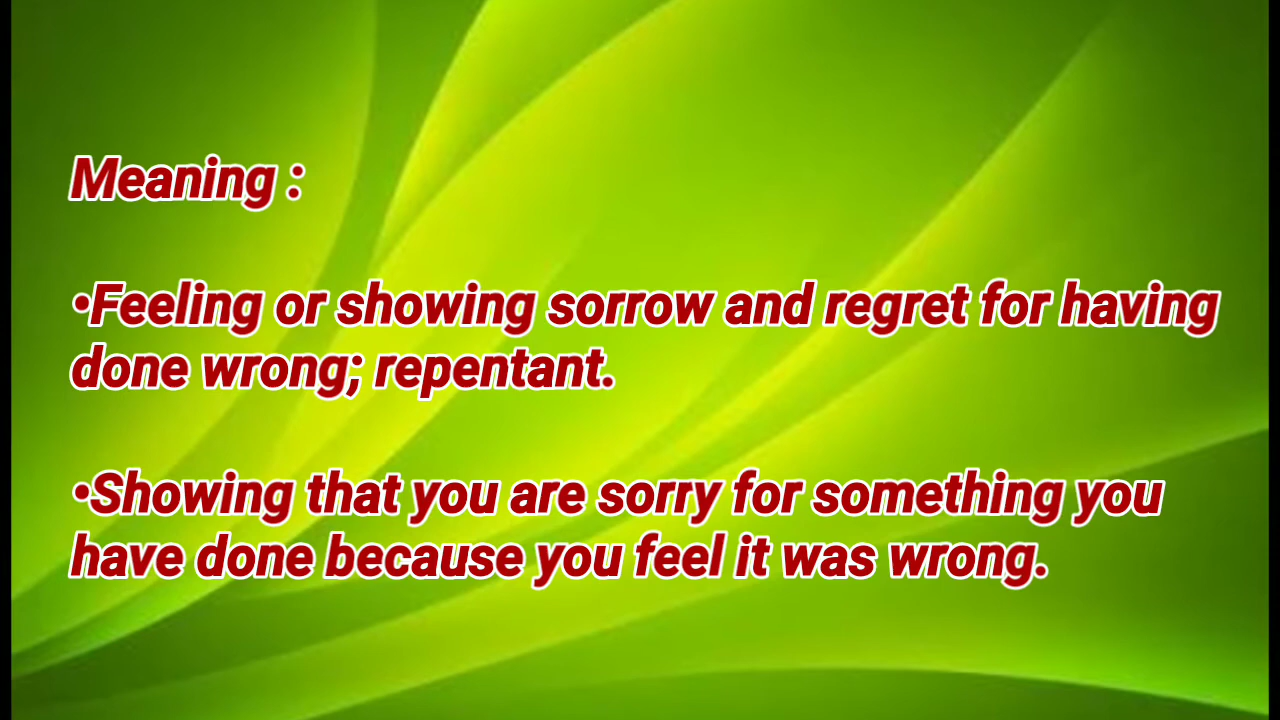 Meaning :
•Feeling or showing sorrow and regret for having
done wrong; repentant.
•Showing that you are sorry for something you
have done because you feel it was wrong.